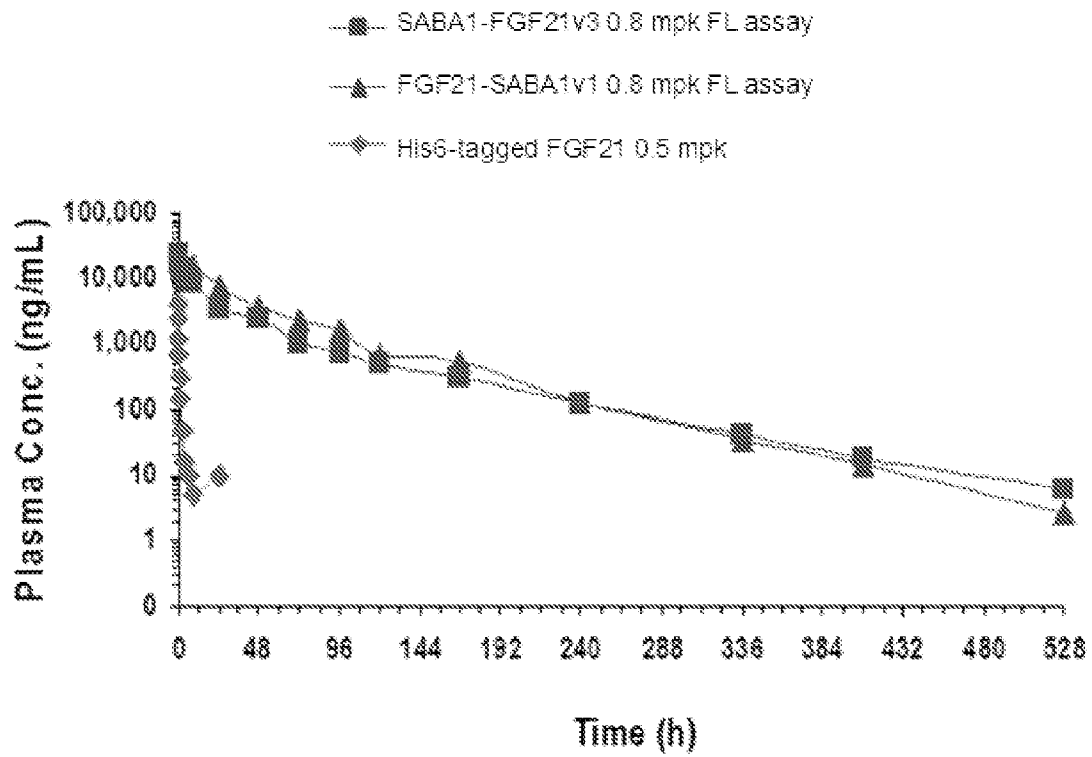 SABA1-FGF21v3 0.8 mpk FL assay
FGF21-SABA1v1 0.8 mpk FL assay
His6-tagged FGF21 0.5 mpk
Plasma Conc. (ng/mL)
100,000
10,000
1,000
100
10
1
0
0 48 96 144 192 240 288 336 384 432 480 528
Time (h)